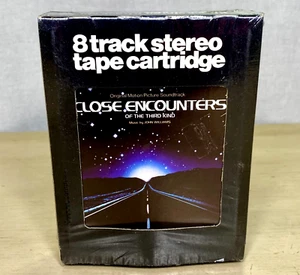 8 track stereo
tape cartridge
Original Motion Picture Soundtrack
CLOSE ENCOUNTERS
OF THE THIRD KIND
Music by JOHN WILLIAMS